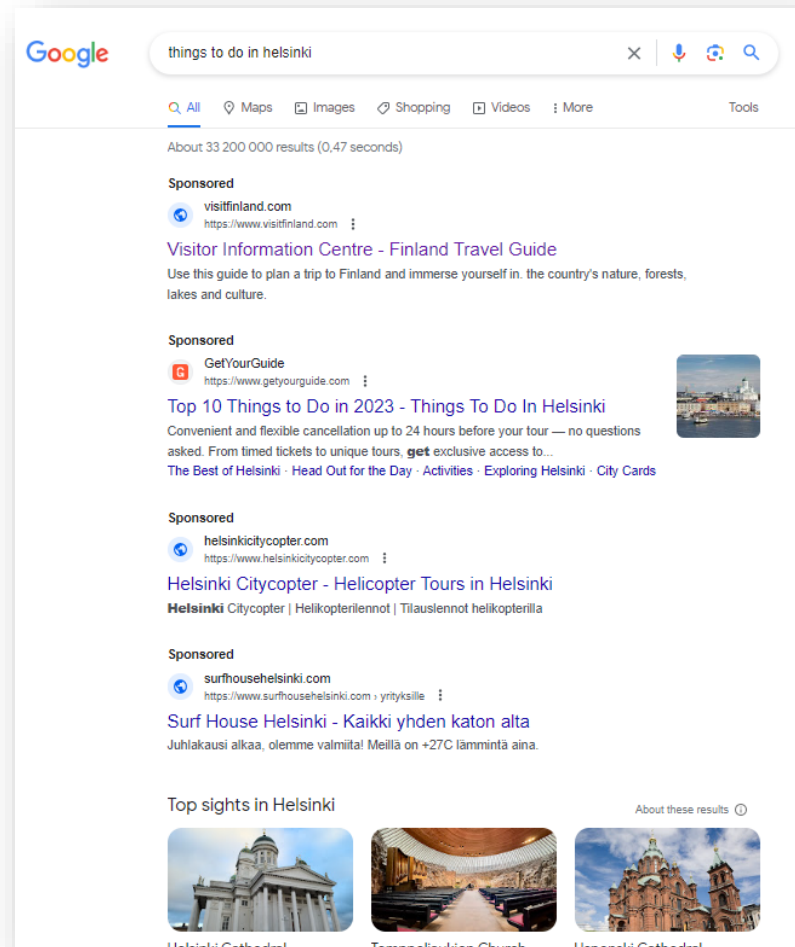 Google
things to do in helsinki
All Maps Images Shopping Videos More Tools
About 33 200 000 results (0,47 seconds)
Sponsored
visitfinland.com
https://www.visitfinland.com
Visitor Information Centre - Finland Travel Guide
Use this guide to plan a trip to Finland and immerse yourself in. the country's nature, forests,
lakes and culture.
Sponsored
GetYourGuide
https://www.getyourguide.com
Top 10 Things to Do in 2023 - Things To Do In Helsinki
Convenient and flexible cancellation up to 24 hours before your tour — no questions
asked. From timed tickets to unique tours, get exclusive access to...
The Best of Helsinki · Head Out for the Day · Activities · Exploring Helsinki · City Cards
Sponsored
helsinkicitycopter.com
https://www.helsinkicitycopter.com
Helsinki Citycopter - Helicopter Tours in Helsinki
Helsinki Citycopter | Helikopterilennot | Tilauslennot helikopterilla
Sponsored
surfhousehelsinki.com
https://www.surfhousehelsinki.com › yrityksille
Surf House Helsinki - Kaikki yhden katon alta
Juhlakausi alkaa, olemme valmiita! Meillä on +27C lämmintä aina.
Top sights in Helsinki
About these results
Helsinki Cathedral Temppeliaukion Church Uspenski Cathedral